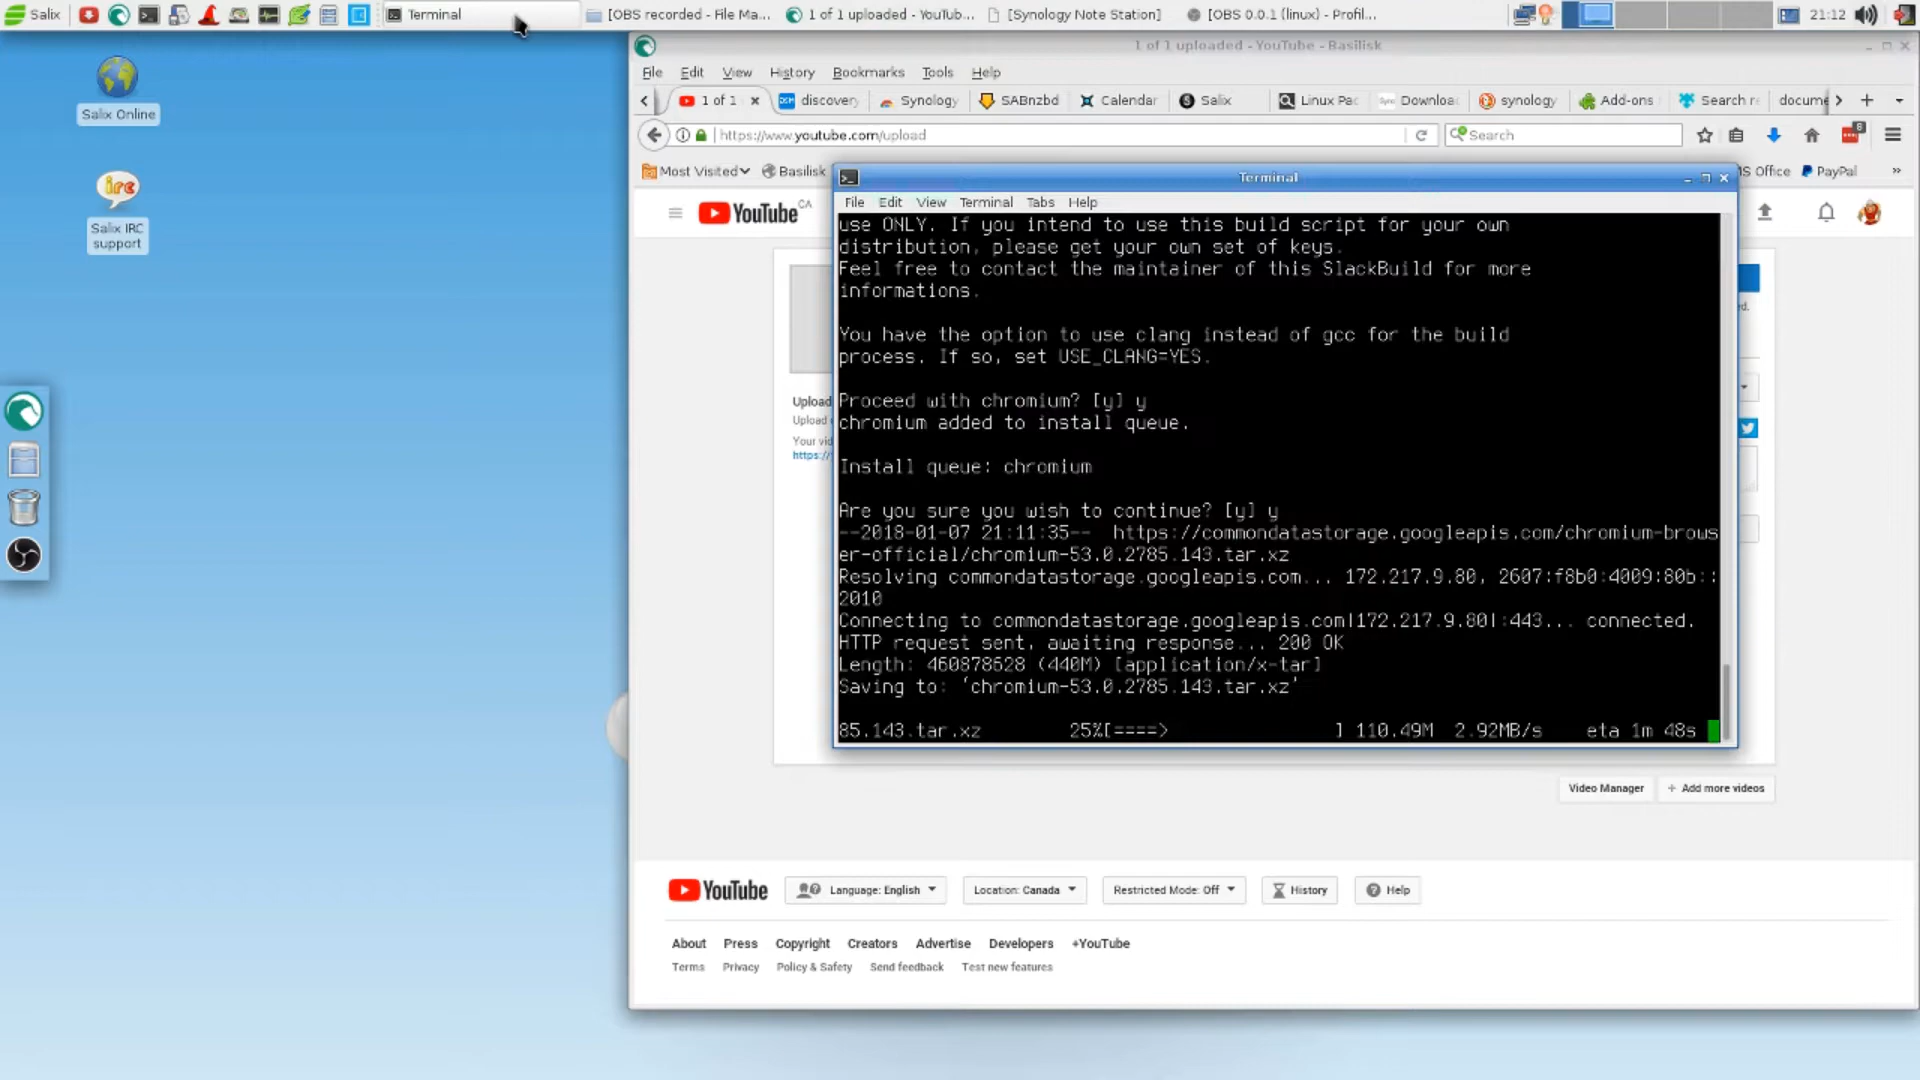 Salix
Terminal
[OBS recorded - File Ma...
1 of 1 uploaded - YouTub...
[Synology Note Station]
[OBS 0.0.1 (linux) - Profil...
21:12
Salix Online
irc
Salix IRC
support
1 of 1 uploaded - YouTube - Basilisk
File Edit View History Bookmarks Tools Help
1 of 1
discovery
Synology
SABnzbd
Calendar
Salix
Linux Pac
Downloa
synology
Add-ons
Search r
docume
https://www.youtube.com/upload
Search
8
Most Visited
Basilisk
S Office
PayPal
YouTube CA
Terminal
File Edit View Terminal Tabs Help
use ONLY. If you intend to use this build script for your own
distribution, please get your own set of keys.
Feel free to contact the maintainer of this SlackBuild for more
informations.
You have the option to use clang instead of gcc for the build
process. If so, set USE_CLANG=YES.
Proceed with chromium? [y] y
chromium added to install queue.
Install queue: chromium
Are you sure you wish to continue? [y] y
--2018-01-07 21:11:35-- https://commondatastorage.googleapis.com/chromium-brows
er-official/chromium-53.0.2785.143.tar.xz
Resolving commondatastorage.googleapis.com... 172.217.9.80, 2607:f8b0:4009:80b::
2010
Connecting to commondatastorage.googleapis.com|172.217.9.80|:443... connected.
HTTP request sent, awaiting response... 200 OK
Length: 460878628 (440M) [application/x-tar]
Saving to: ‘chromium-53.0.2785.143.tar.xz’
85.143.tar.xz 25%[====> ] 110.49M 2.92MB/s eta 1m 48s
Upload
Upload
Your vid
https://
d.
Video Manager
+ Add more videos
YouTube
Language: English
Location: Canada
Restricted Mode: Off
History
Help
About Press Copyright Creators Advertise Developers +YouTube
Terms Privacy Policy & Safety Send feedback Test new features